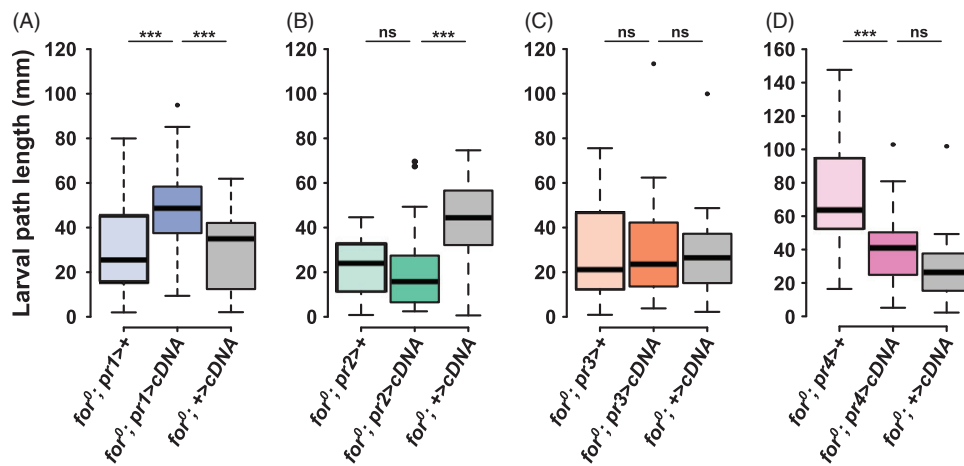 (A)
*** ***
Larval path length (mm)
120
100
80
60
40
20
0
for⁰; pr1>+
for⁰; pr1>cDNA
for⁰; +>cDNA
(B)
ns ***
120
100
80
60
40
20
0
for⁰; pr2>+
for⁰; pr2>cDNA
for⁰; +>cDNA
(C)
ns ns
120
100
80
60
40
20
0
for⁰; pr3>+
for⁰; pr3>cDNA
for⁰; +>cDNA
(D)
*** ns
160
140
120
100
80
60
40
20
0
for⁰; pr4>+
for⁰; pr4>cDNA
for⁰; +>cDNA